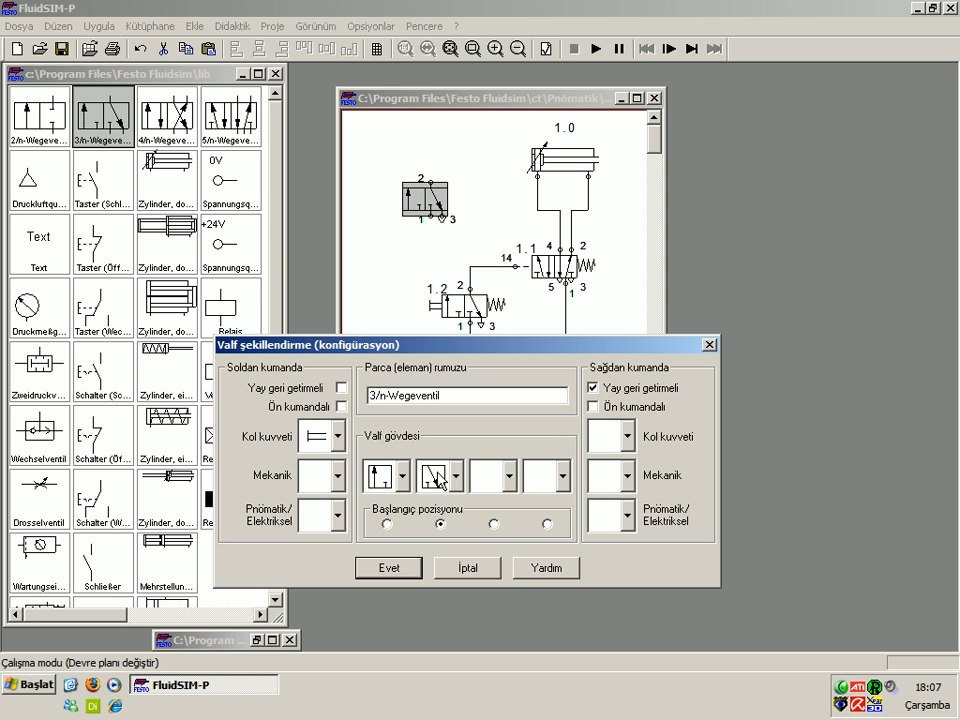 FluidSIM-P
Dosya Düzen Uygula Kütüphane Ekle Didaktik Proje Görünüm Opsiyonlar Pencere ?
c:\Program Files\Festo Fluidsim\lib
2/n-Wegeve... 3/n-Wegeve... 4/n-Wegeve... 5/n-Wegeve...
0V
Druckluftqu... Taster (Schl... Zylinder, do... Spannungsq...
Text
+24V
Text Taster (Öff... Zylinder, do... Spannungsq...
Druckmeßg... Taster (Wec... Zylinder, do... Relais
Zweidruckw... Schalter (Sc... Zylinder, ei...
Wechselventil Schalter (Öf... Zylinder, ei...
Drosselventil Schalter (W... Zylinder, ei...
Wartungsei... Schließer Mehrstellun...
C:\Program ...
C:\Program Files\Festo Fluidsim\ct\Pnömatik\...
1.0
2
1 3
1.1 4 2
14
5 1 3
1.2 2
1 3
Valf şekillendirme (konfigürasyon)
Soldan kumanda
Yay geri getirmeli
Ön kumandalı
Kol kuvveti
Mekanik
Pnömatik/
Elektriksel
Parca (eleman) rumuzu
3/n-Wegeventil
Valf gövdesi
Başlangıç pozisyonu
Sağdan kumanda
Yay geri getirmeli
Ön kumandalı
Kol kuvveti
Mekanik
Pnömatik/
Elektriksel
Evet İptal Yardım
Çalışma modu (Devre planı değiştir)
Başlat
FluidSIM-P
18:07
Çarşamba